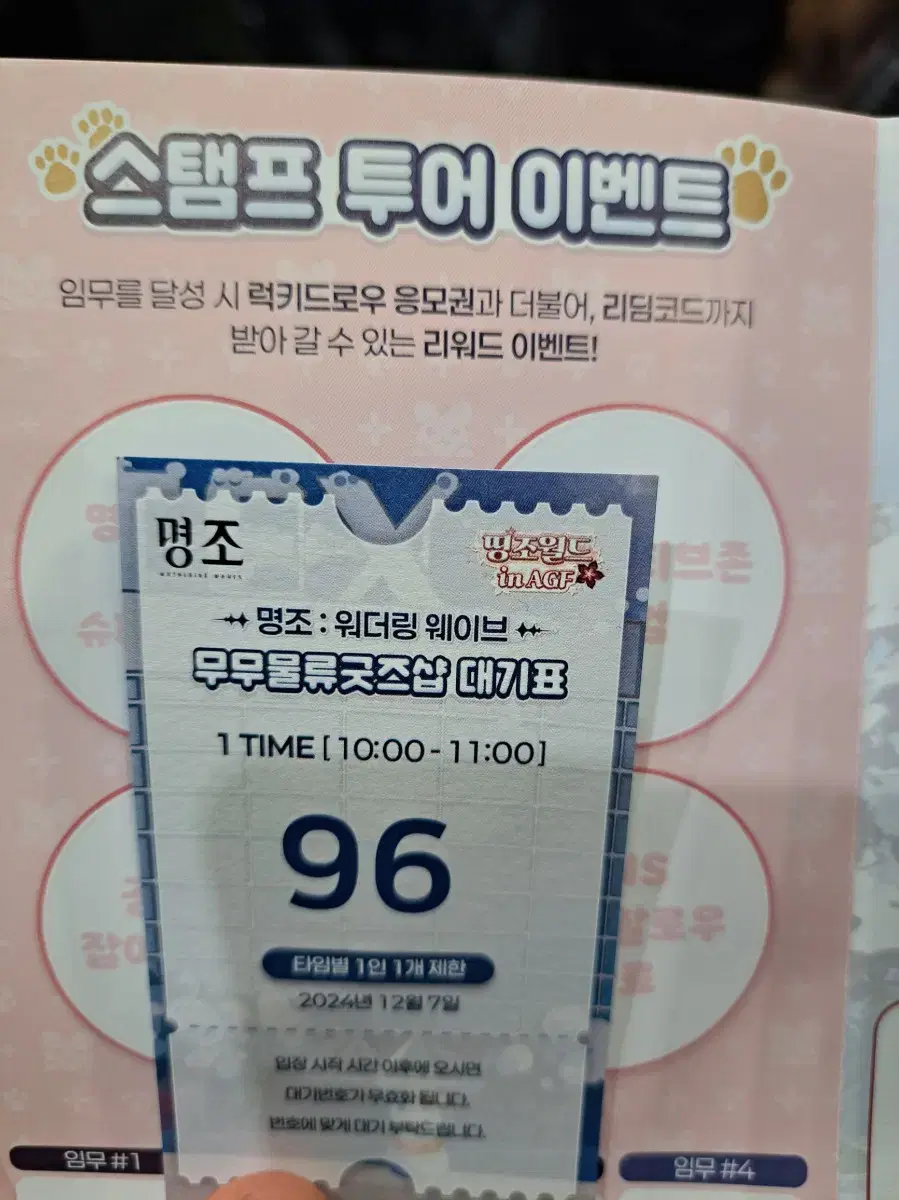 스탬프 투어 이벤트
임무를 달성 시 럭키드로우 응모권과 더불어, 리딤코드까지
받아 갈 수 있는 리워드 이벤트!
명조
WUTHERING WAVES
띵조월드
in AGF
명조 : 워더링 웨이브
무무물류굿즈샵 대기표
1 TIME [ 10:00 - 11:00 ]
96
타임별 1인 1개 제한
2024년 12월 7일
입장 시작 시간 이후에 오시면
대기번호가 무효화 됩니다.
번호에 맞게 대기 부탁드립니다.
임무 #1
임무 #4